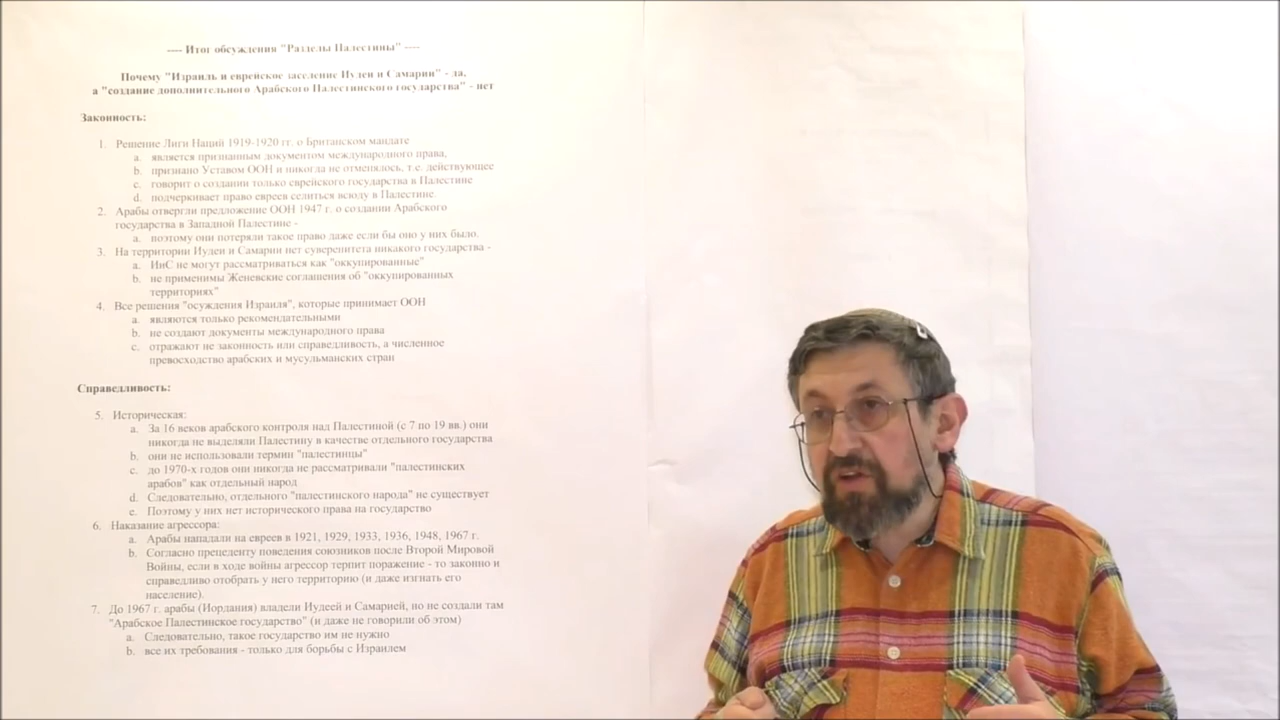 ---- Итог обсуждения "Разделы Палестины" ----
Почему "Израиль и еврейское заселение Иудеи и Самарии" - да,
а "создание дополнительного Арабского Палестинского государства" - нет
Законность:
1. Решение Лиги Наций 1919-1920 гг. о Британском мандате
a. является признанным документом международного права,
b. признано Уставом ООН и никогда не отменялось, т.е. действующее
c. говорит о создании только еврейского государства в Палестине
d. подчеркивает право евреев селиться всюду в Палестине.
2. Арабы отвергли предложение ООН 1947 г. о создании Арабского
государства в Западной Палестине -
a. поэтому они потеряли такое право даже если бы оно у них было.
3. На территории Иудеи и Самарии нет суверенитета никакого государства -
a. ИиС не могут рассматриваться как "оккупированные"
b. не применимы Женевские соглашения об "оккупированных
территориях"
4. Все решения "осуждения Израиля", которые принимает ООН
a. являются только рекомендательными
b. не создают документы международного права
c. отражают не законность или справедливость, а численное
превосходство арабских и мусульманских стран
Справедливость:
5. Историческая:
a. За 16 веков арабского контроля над Палестиной (с 7 по 19 вв.) они
никогда не выделяли Палестину в качестве отдельного государства
b. они не использовали термин "палестинцы"
c. до 1970-х годов они никогда не рассматривали "палестинских
арабов" как отдельный народ
d. Следовательно, отдельного "палестинского народа" не существует
e. Поэтому у них нет исторического права на государство
6. Наказание агрессора:
a. Арабы нападали на евреев в 1921, 1929, 1933, 1936, 1948, 1967 г.
b. Согласно прецеденту поведения союзников после Второй Мировой
Войны, если в ходе войны агрессор терпит поражение - то законно и
справедливо отобрать у него территорию (и даже изгнать его
население).
7. До 1967 г. арабы (Иордания) владели Иудеей и Самарией, но не создали там
"Арабское Палестинское государство" (и даже не говорили об этом)
a. Следовательно, такое государство им не нужно
b. все их требования - только для борьбы с Израилем